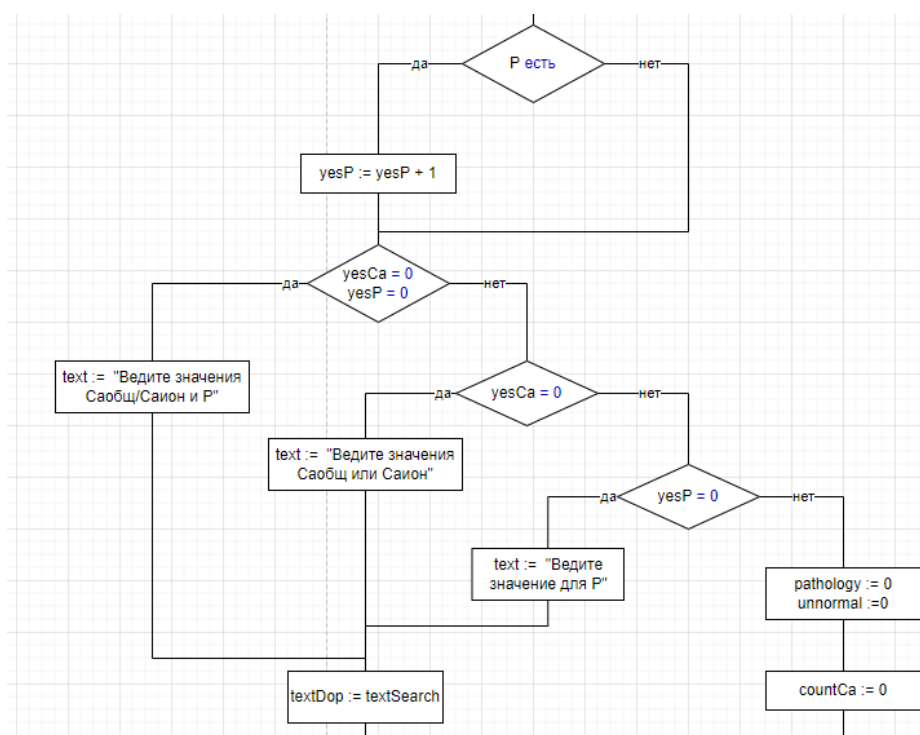 P есть
да
нет
yesP := yesP + 1
yesCa = 0
yesP = 0
да
нет
text :=  "Ведите значения
Саобщ/Саион и Р"
yesCa = 0
да
нет
text :=  "Ведите значения
Саобщ или Саион"
yesP = 0
да
нет
text :=  "Ведите
значение для Р"
pathology := 0
unnormal :=0
textDop := textSearch
countCa := 0